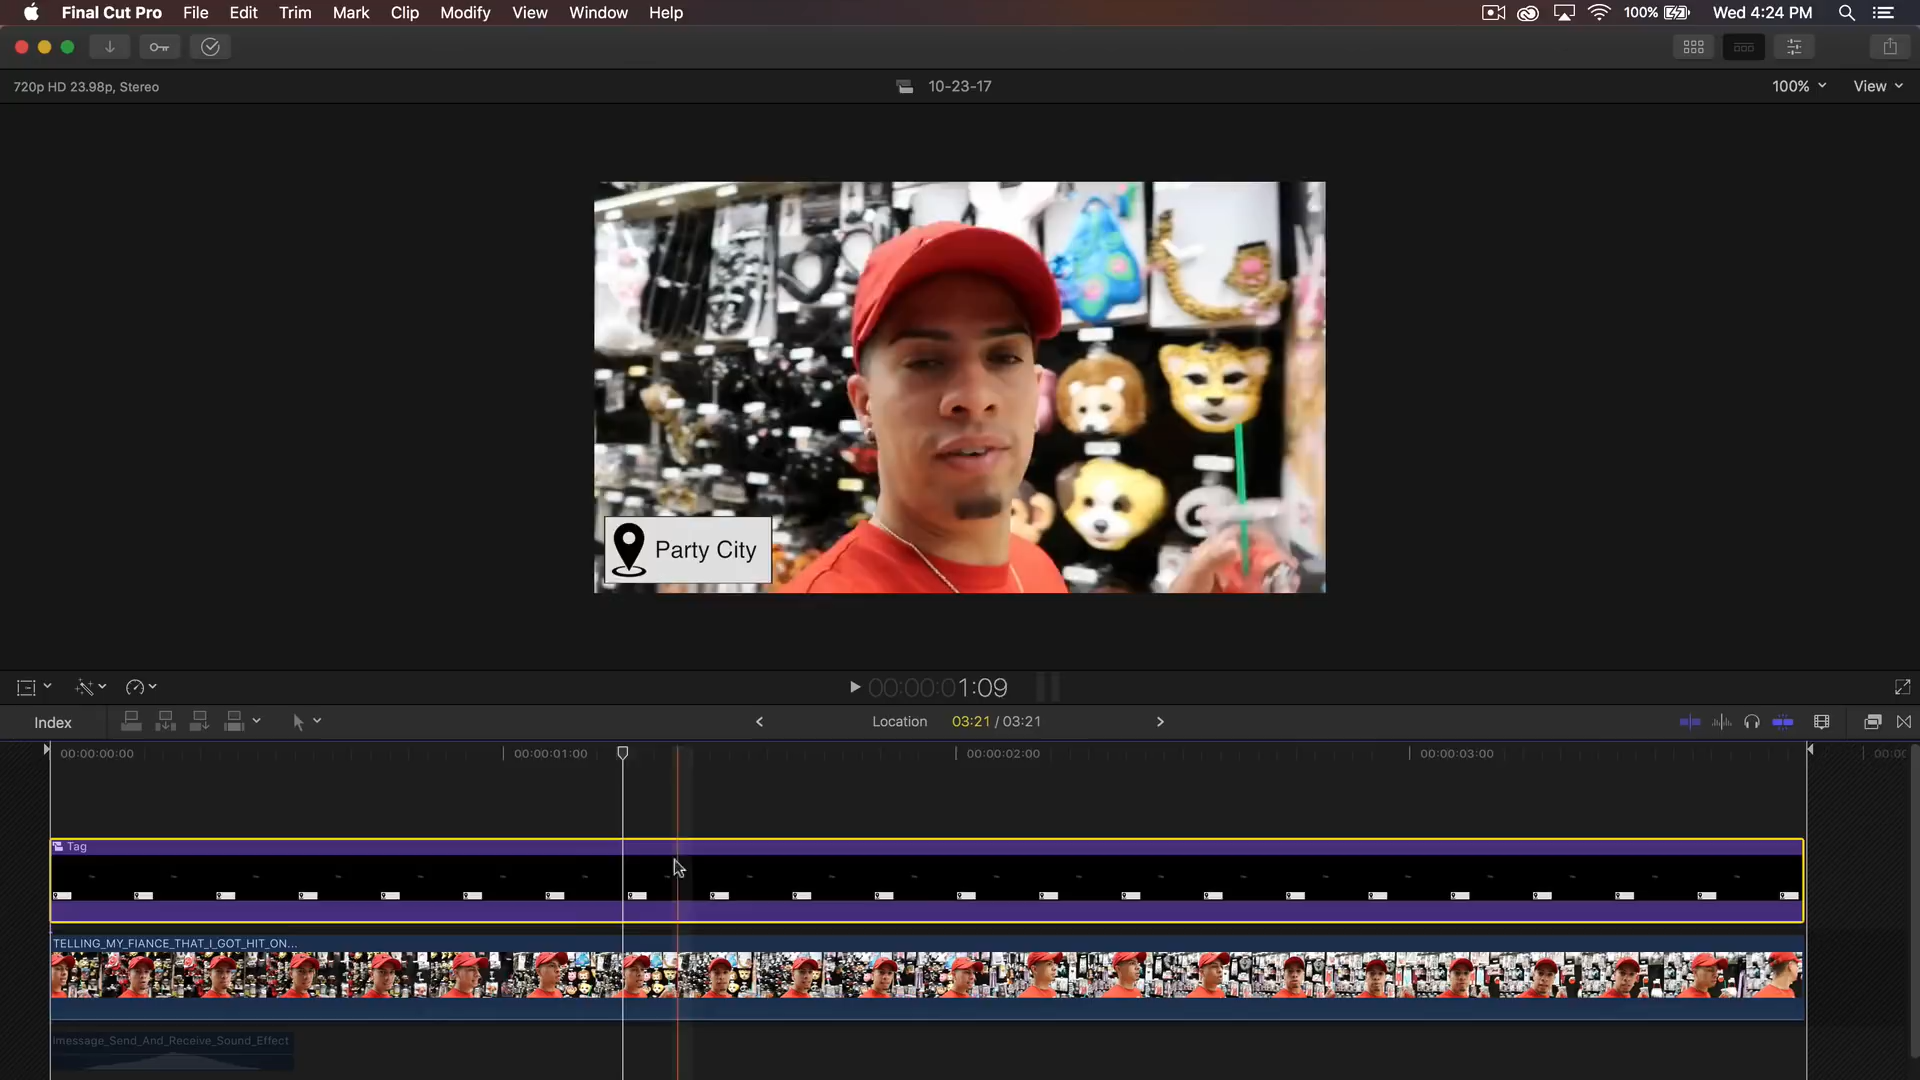 Final Cut Pro File Edit Trim Mark Clip Modify View Window Help 100% Wed 4:24 PM
720p HD 23.98p, Stereo 10-23-17 100% View
Party City
00:00:01:09
Index Location 03:21 / 03:21
00:00:00:00 00:00:01:00 00:00:02:00 00:00:03:00
Tag
TELLING_MY_FIANCE_THAT_I_GOT_HIT_ON...
Imessage_Send_And_Receive_Sound_Effect